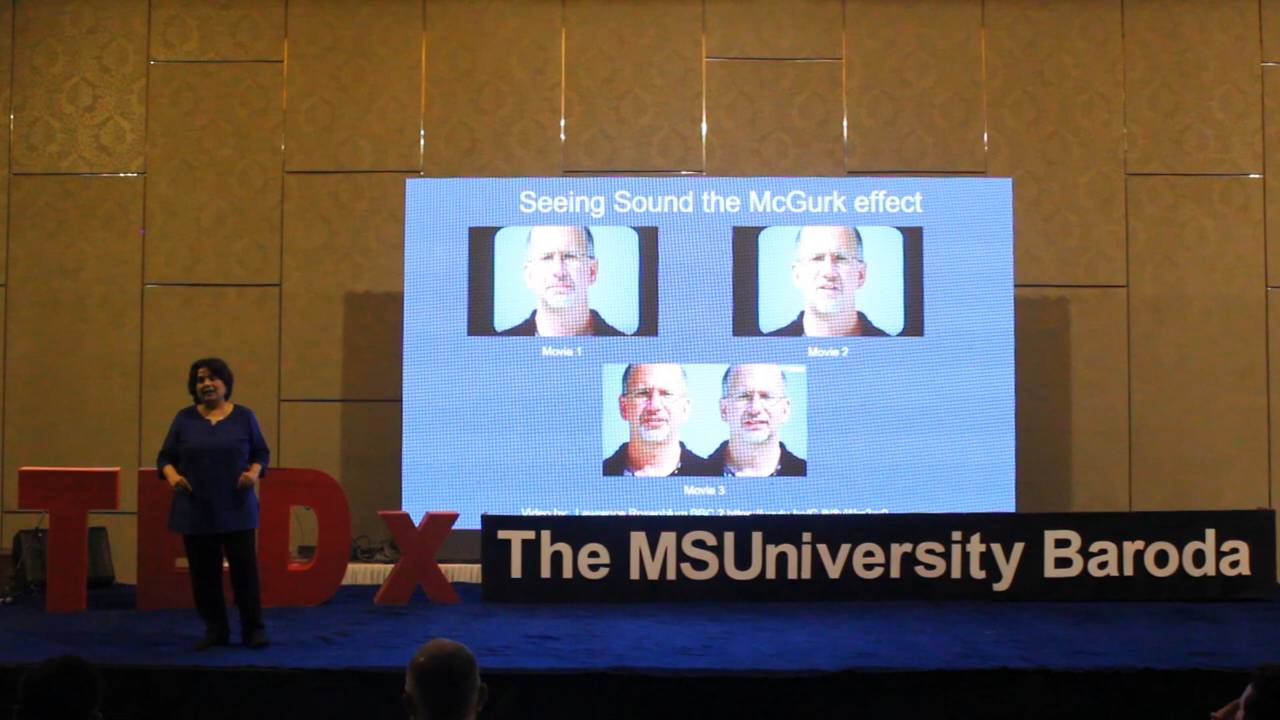 Seeing Sound the McGurk effect
Movie 1
Movie 2
Movie 3
TEDx
The MSUniversity Baroda